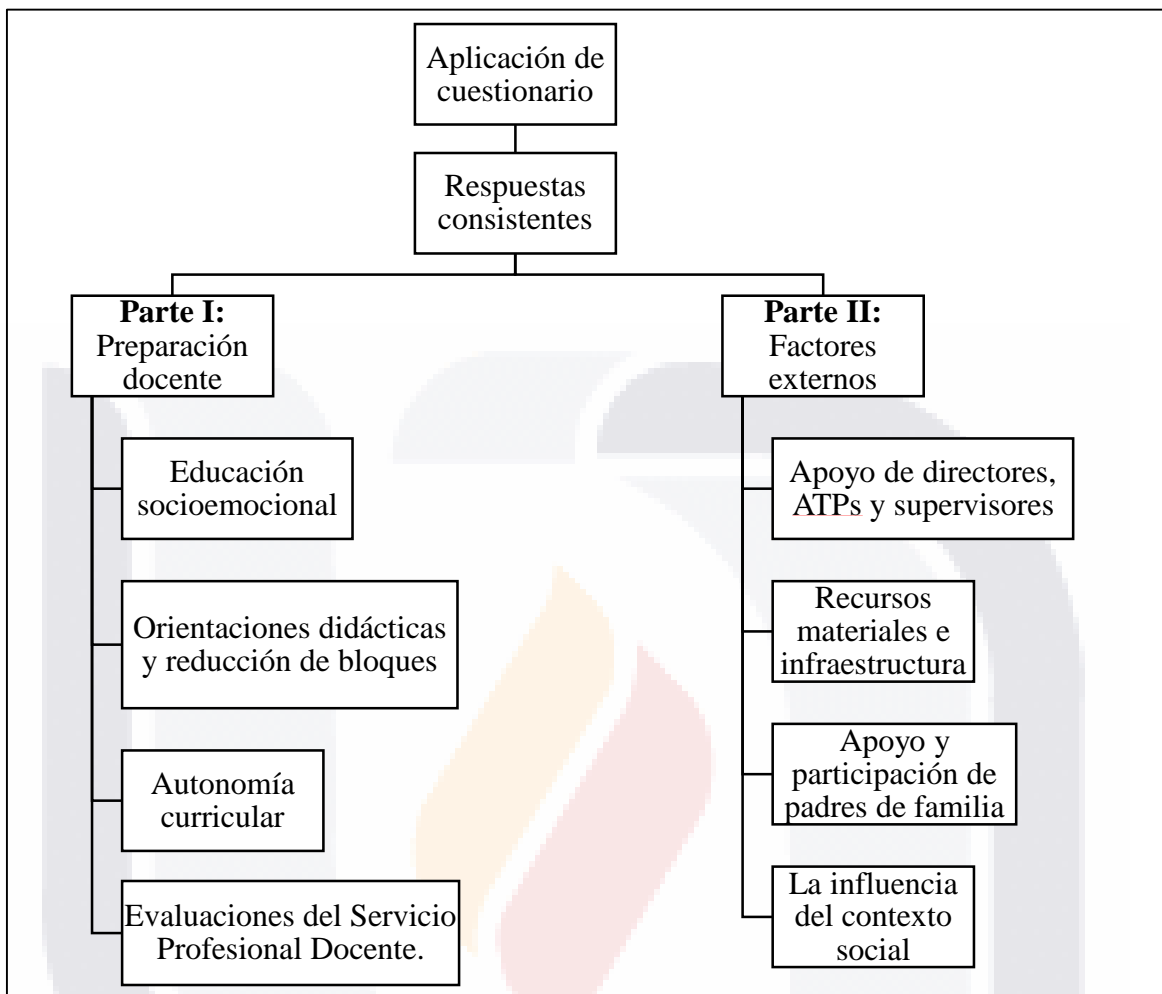 Aplicación de
cuestionario
Respuestas
consistentes
Parte I:
Preparación
docente
Educación
socioemocional
Orientaciones didácticas
y reducción de bloques
Autonomía
curricular
Evaluaciones del Servicio
Profesional Docente.
Parte II:
Factores
externos
Apoyo de directores,
ATPs y supervisores
Recursos
materiales e
infraestructura
Apoyo y
participación de
padres de familia
La influencia
del contexto
social